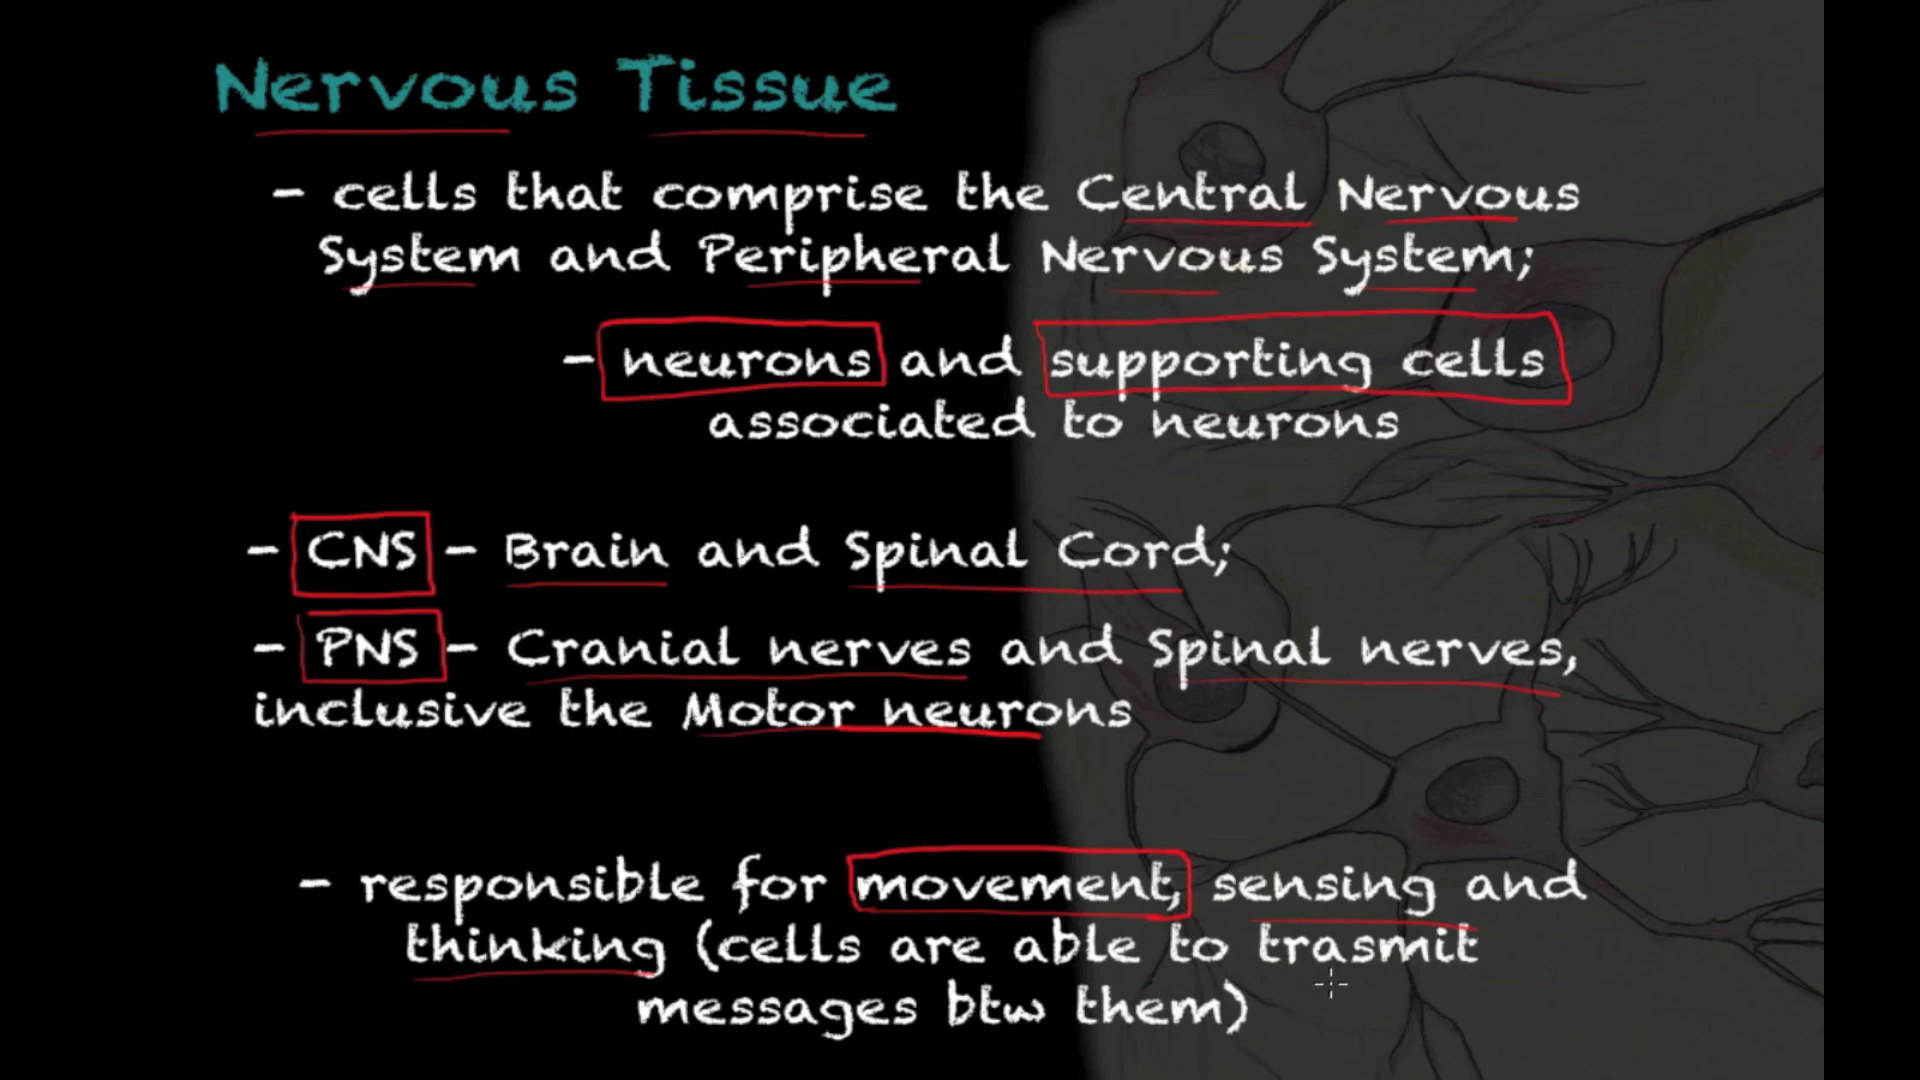 Nervous Tissue
- cells that comprise the Central Nervous
System and Peripheral Nervous System;
- neurons and supporting cells
associated to neurons
- CNS - Brain and Spinal Cord;
- PNS - Cranial nerves and Spinal nerves,
inclusive the Motor neurons
- responsible for movement, sensing and
thinking (cells are able to trasmit
messages btw them)